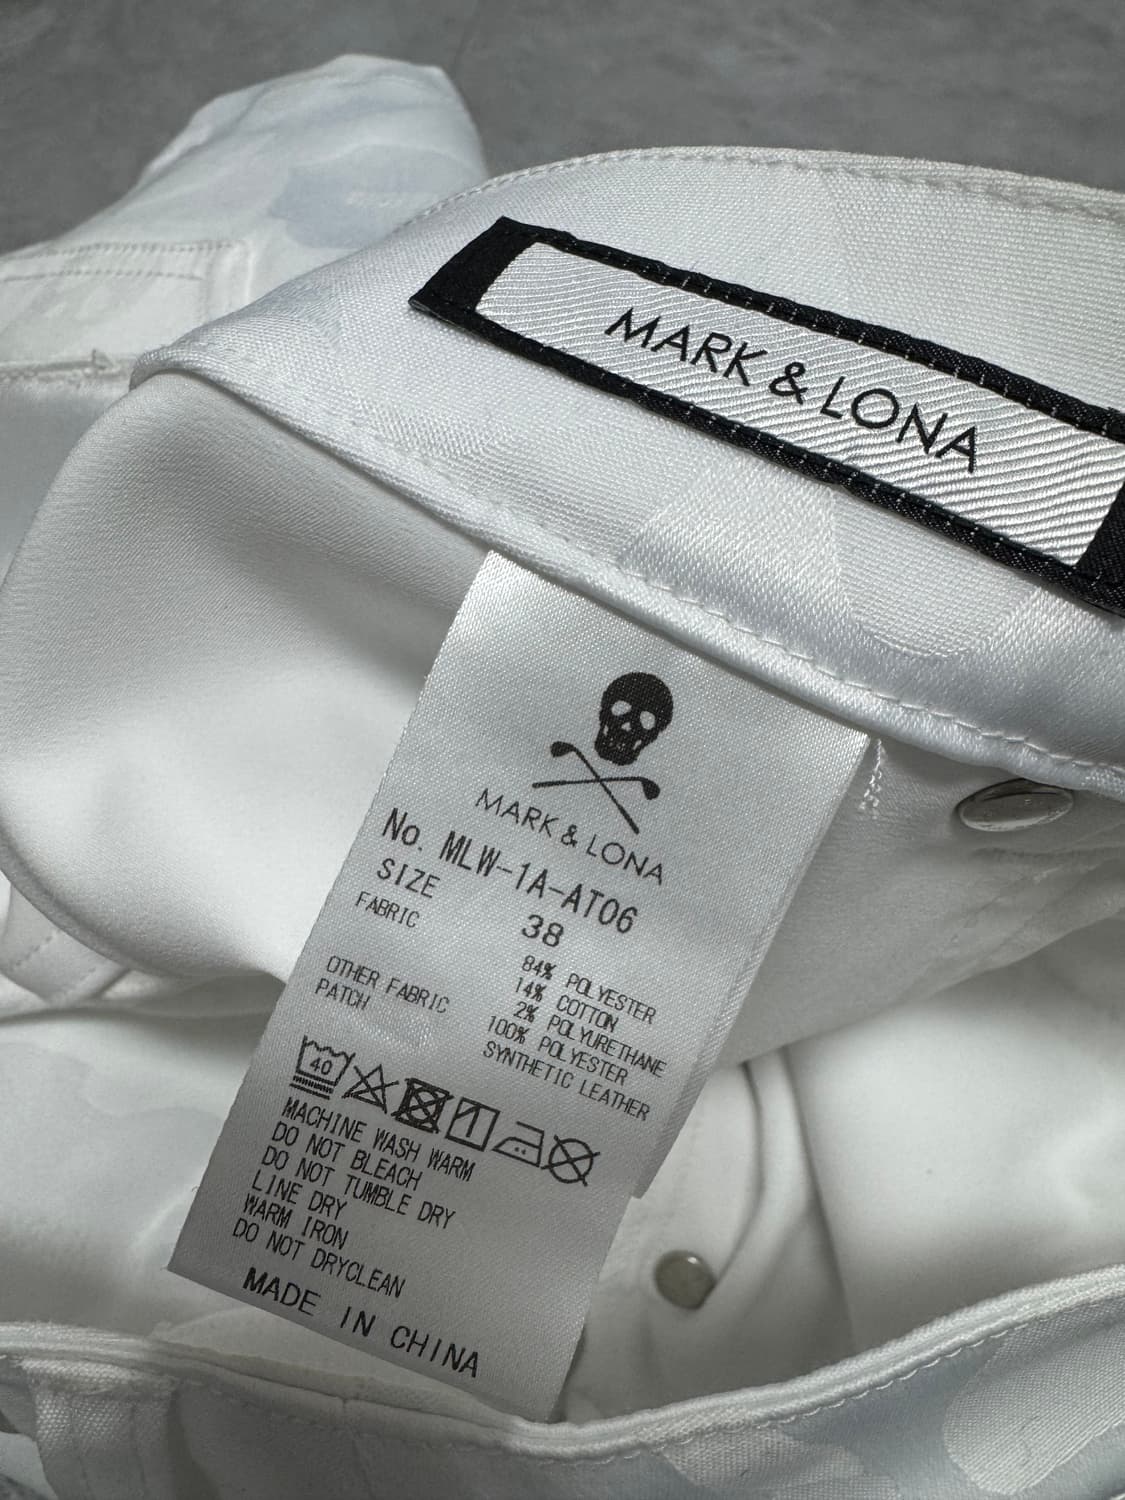 MARK & LONA
MARK & LONA
No. MLW-1A-AT06
SIZE 38
FABRIC 84% POLYESTER
14% COTTON
2% POLYURETHANE
OTHER FABRIC 100% POLYESTER
PATCH SYNTHETIC LEATHER
40
MACHINE WASH WARM
DO NOT BLEACH
DO NOT TUMBLE DRY
LINE DRY
WARM IRON
DO NOT DRYCLEAN
MADE IN CHINA